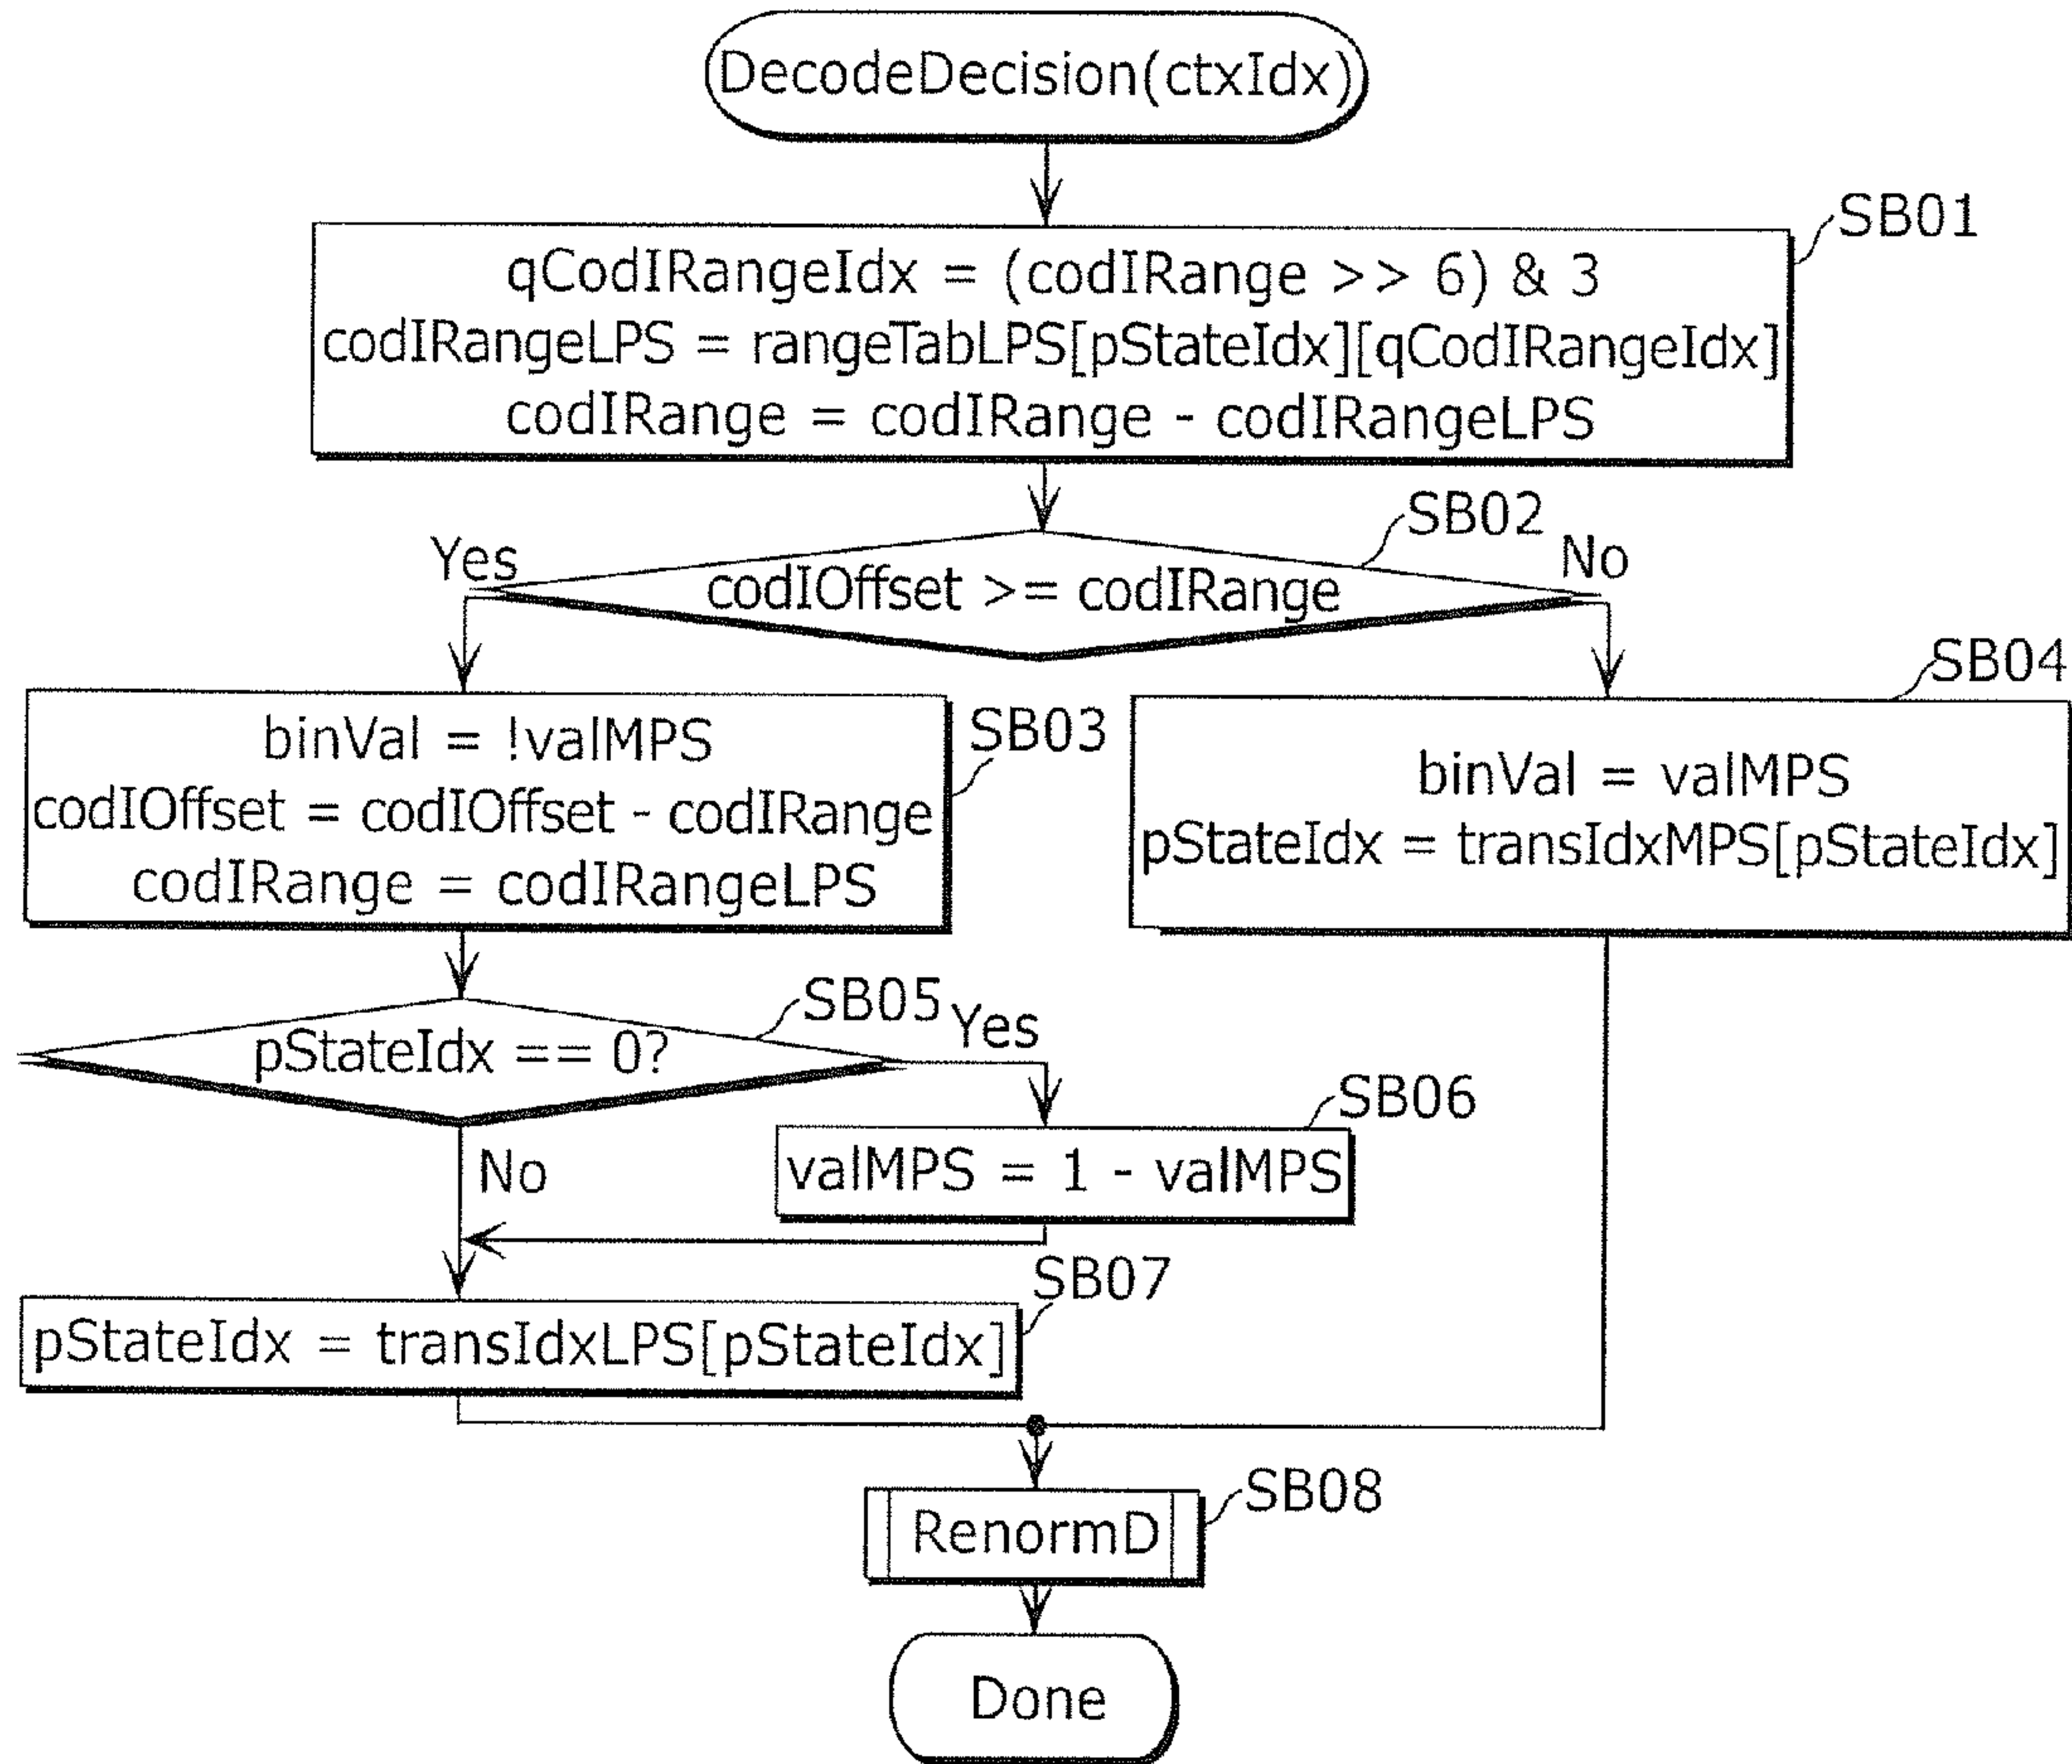 DecodeDecision(ctxIdx)
SB01
qCodIRangeIdx = (codIRange >> 6) & 3
codIRangeLPS = rangeTabLPS[pStateIdx][qCodIRangeIdx]
codIRange = codIRange - codIRangeLPS
SB02
Yes
No
codIOffset >= codIRange
SB04
SB03
binVal = !valMPS
codIOffset = codIOffset - codIRange
codIRange = codIRangeLPS
binVal = valMPS
pStateIdx = transIdxMPS[pStateIdx]
SB05
Yes
pStateIdx == 0?
SB06
valMPS = 1 - valMPS
No
SB07
pStateIdx = transIdxLPS[pStateIdx]
SB08
RenormD
Done